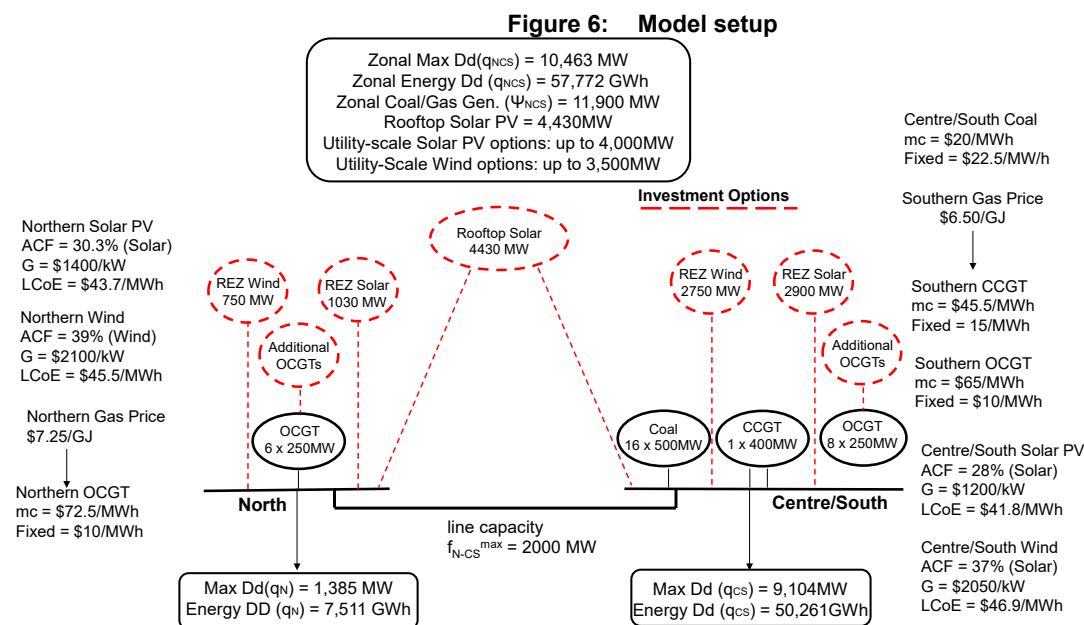 Figure 6: Model setup
Zonal Max Dd(qNCS) = 10,463 MW
Zonal Energy Dd (qNCS) = 57,772 GWh
Zonal Coal/Gas Gen. (ΨNCS) = 11,900 MW
Rooftop Solar PV = 4,430MW
Utility-scale Solar PV options: up to 4,000MW
Utility-Scale Wind options: up to 3,500MW
Centre/South Coal
mc = $20/MWh
Fixed = $22.5/MW/h
Investment Options
Southern Gas Price
$6.50/GJ
Northern Solar PV
ACF = 30.3% (Solar)
G = $1400/kW
LCoE = $43.7/MWh
Rooftop Solar
4430 MW
REZ Wind
750 MW
REZ Solar
1030 MW
REZ Wind
2750 MW
REZ Solar
2900 MW
Southern CCGT
mc = $45.5/MWh
Fixed = 15/MWh
Northern Wind
ACF = 39% (Wind)
G = $2100/kW
LCoE = $45.5/MWh
Additional
OCGTs
Additional
OCGTs
Southern OCGT
mc = $65/MWh
Fixed = $10/MWh
Northern Gas Price
$7.25/GJ
OCGT
6 x 250MW
Coal
16 x 500MW
CCGT
1 x 400MW
OCGT
8 x 250MW
Centre/South Solar PV
ACF = 28% (Solar)
G = $1200/kW
LCoE = $41.8/MWh
Northern OCGT
mc = $72.5/MWh
Fixed = $10/MWh
North
Centre/South
line capacity
fN-CSmax = 2000 MW
Centre/South Wind
ACF = 37% (Solar)
G = $2050/kW
LCoE = $46.9/MWh
Max Dd(qN) = 1,385 MW
Energy DD (qN) = 7,511 GWh
Max Dd (qCS) = 9,104MW
Energy Dd (qCS) = 50,261GWh